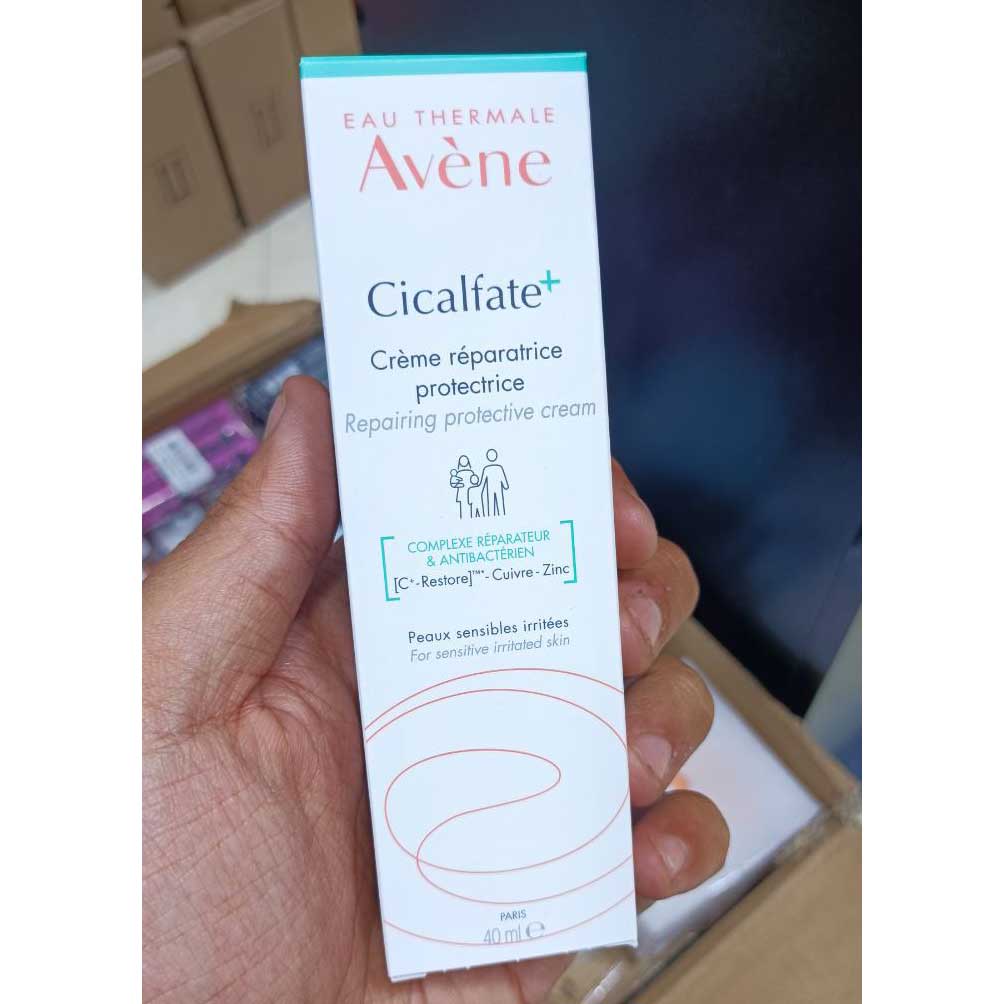 EAU THERMALE
Avène
Cicalfate+
Crème réparatrice
protectrice
Repairing protective cream
COMPLEXE RÉPARATEUR
& ANTIBACTÉRIEN
[C+-Restore]™*- Cuivre - Zinc
Peaux sensibles irritées
For sensitive irritated skin
PARIS
40 ml ℮